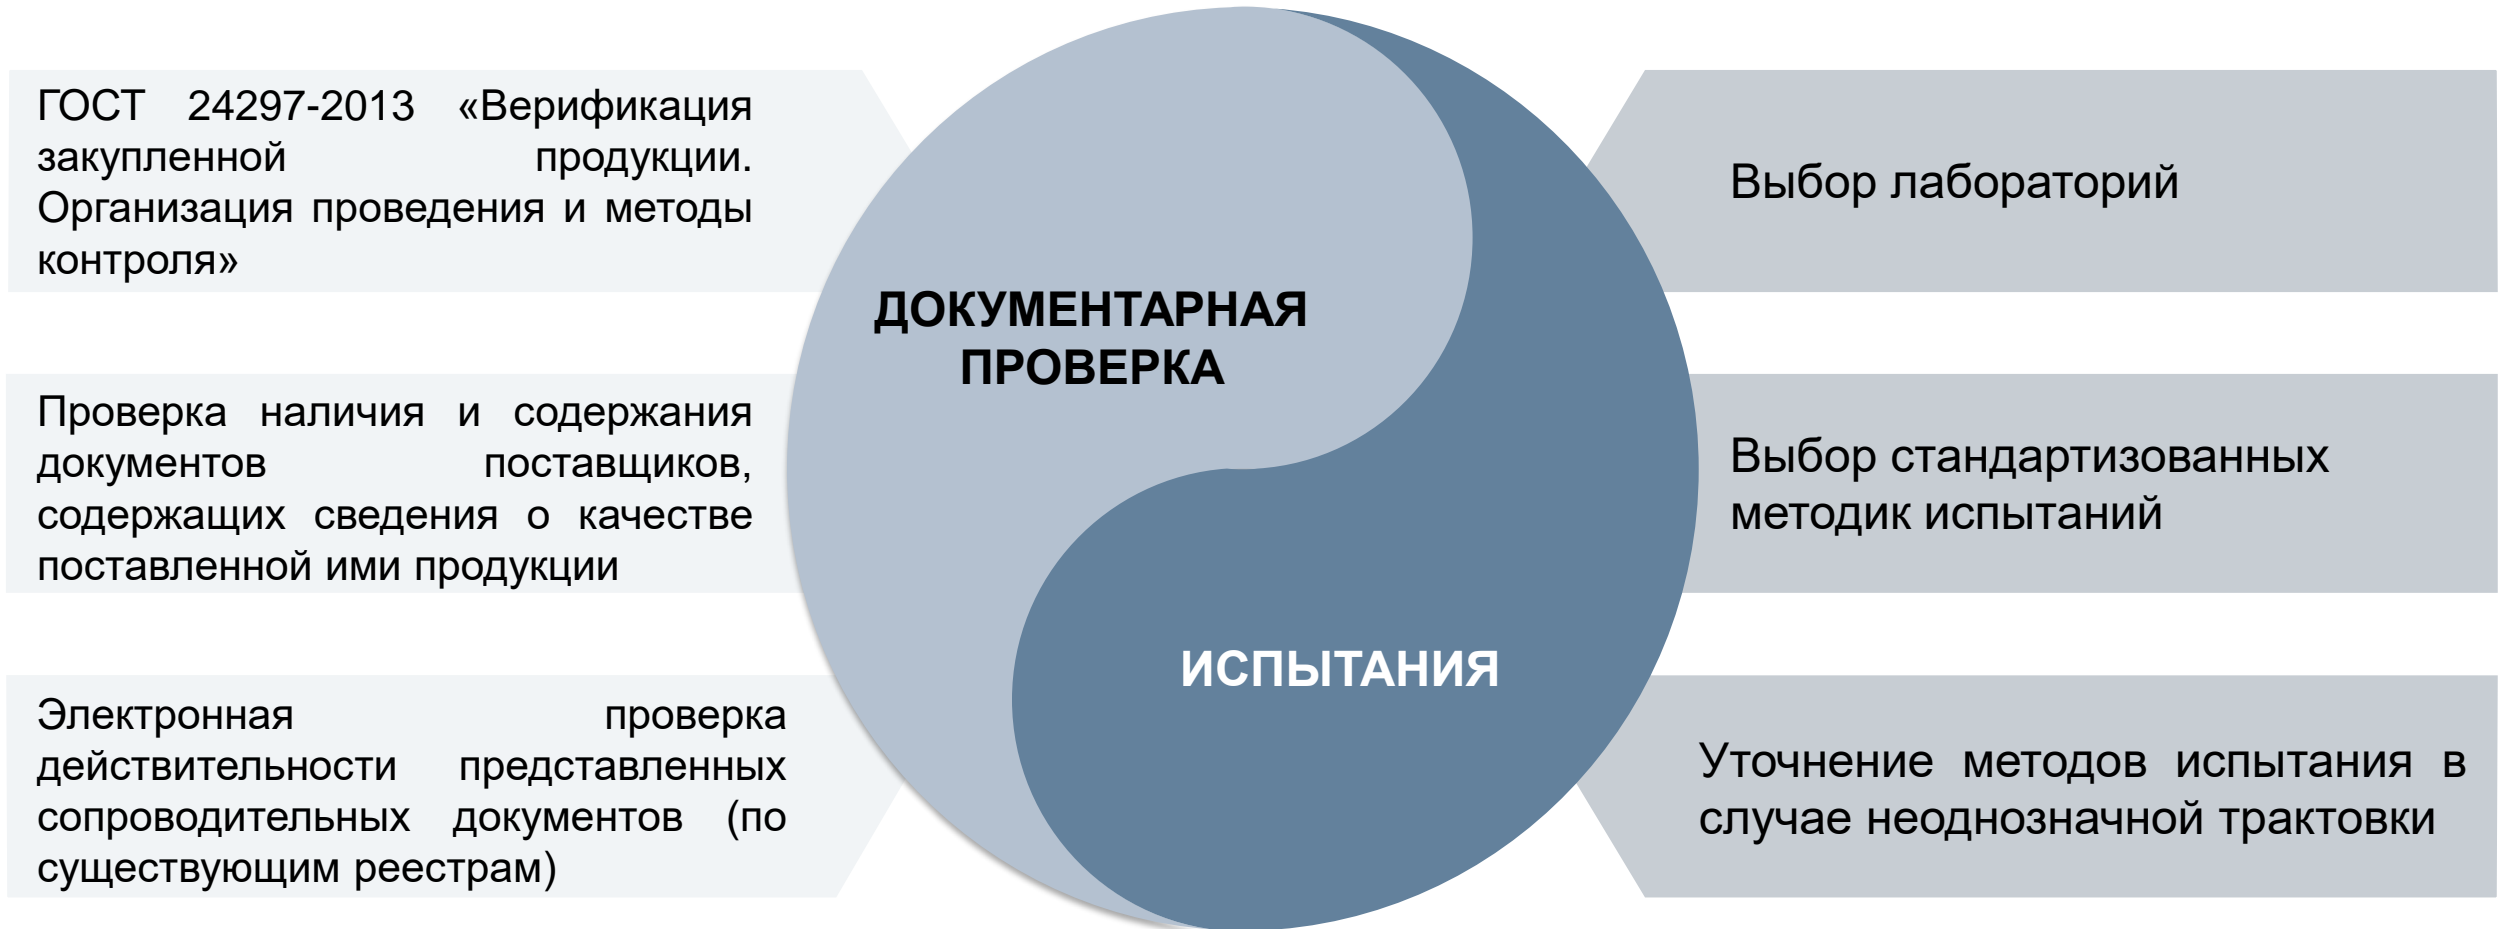 ГОСТ 24297-2013 «Верификация
закупленной продукции.
Организация проведения и методы
контроля»
Проверка наличия и содержания
документов поставщиков,
содержащих сведения о качестве
поставленной ими продукции
Электронная проверка
действительности представленных
сопроводительных документов (по
существующим реестрам)
ДОКУМЕНТАРНАЯ
ПРОВЕРКА
ИСПЫТАНИЯ
Выбор лабораторий
Выбор стандартизованных
методик испытаний
Уточнение методов испытания в
случае неоднозначной трактовки